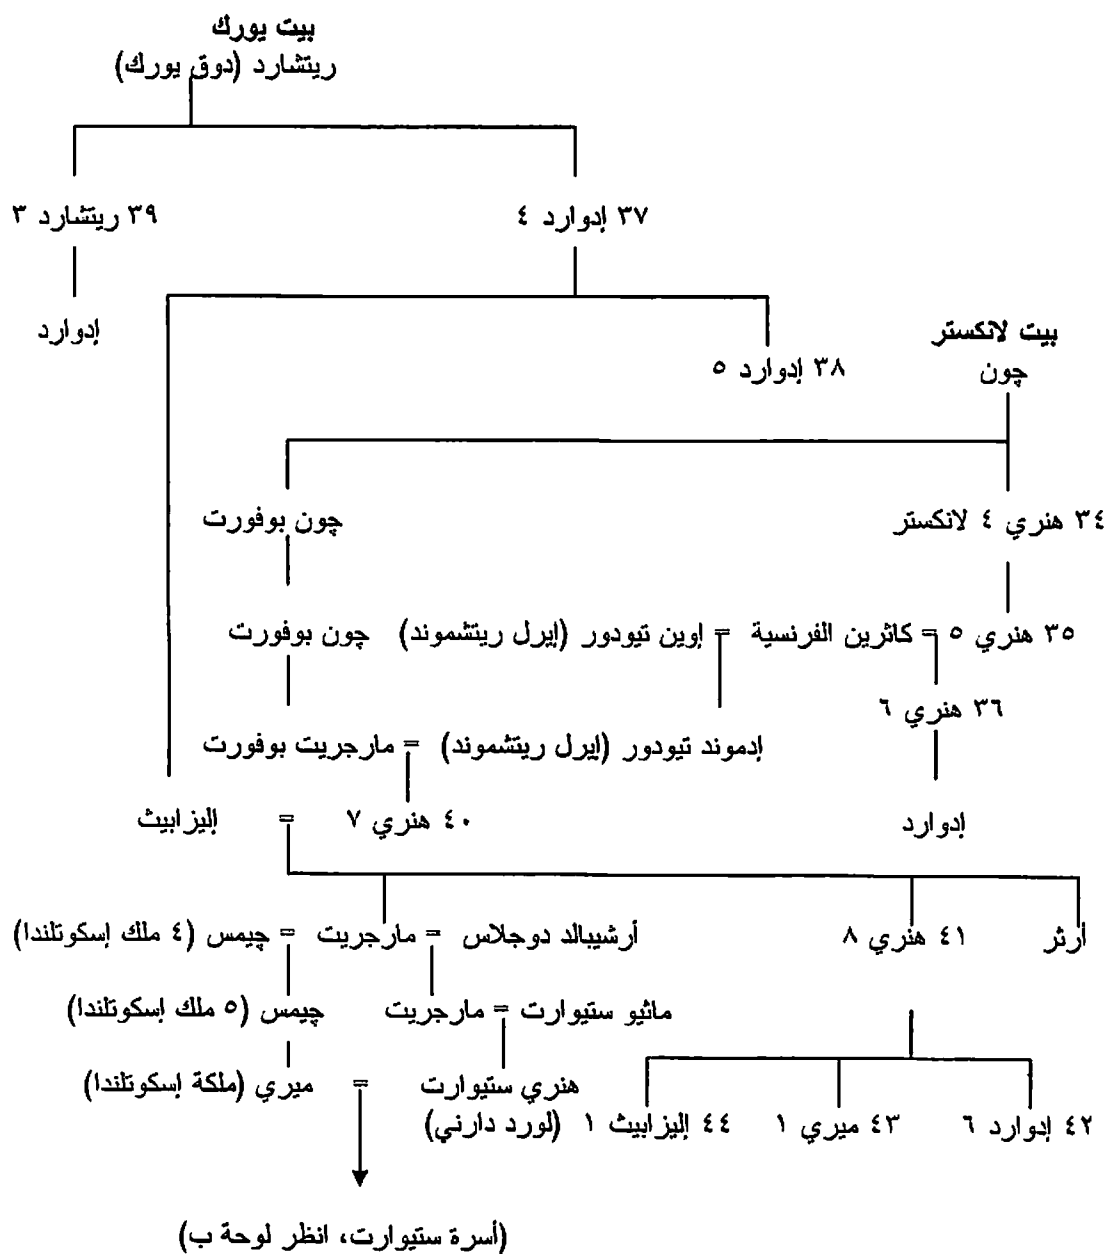 بيت يورك
ريتشارد (دوق يورك)
٣٧ إدوارد ٤
٣٩ ريتشارد ٣
إدوارد
بيت لانكستر
چون
٣٨ إدوارد ٥
٣٤ هنري ٤ لانكستر
چون بوفورت
٣٥ هنري ٥ = كاثرين الفرنسية = إوين تيودور (إيرل ريتشموند)
چون بوفورت
٣٦ هنري ٦
إدموند تيودور (إيرل ريتشموند) = مارجريت بوفورت
إدوارد
٤٠ هنري ٧ = إليزابيث
أرثر
٤١ هنري ٨
أرشيبالد دوجلاس = مارجريت = چيمس (٤ ملك إسكوتلندا)
ماثيو ستيوارت = مارجريت
چيمس (٥ ملك إسكوتلندا)
هنري ستيوارت = ميري (ملكة إسكوتلندا)
(لورد دارني)
٤٢ إدوارد ٦
٤٣ ميري ١
٤٤ إليزابيث ١
(أسرة ستيوارت، انظر لوحة ب)